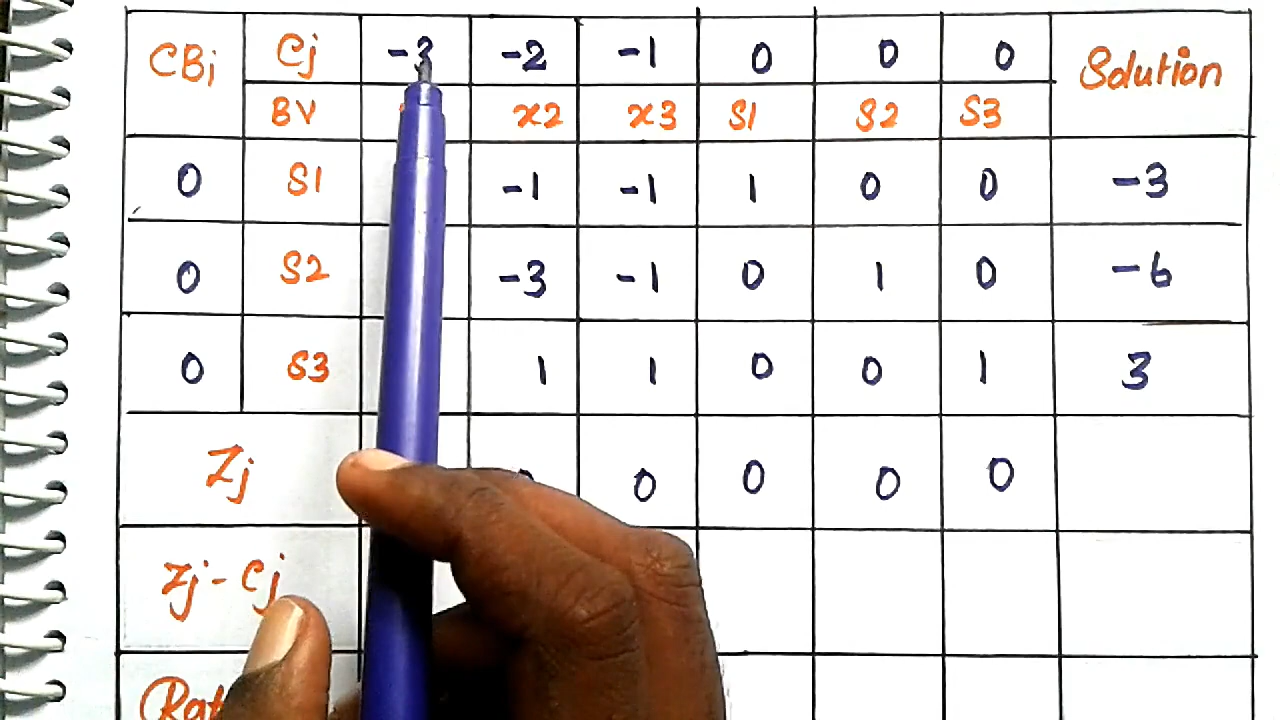 CBi Cj -3 -2 -1 0 0 0 Solution
BV x2 x3 S1 S2 S3
0 S1 -1 -1 1 0 0 -3
0 S2 -3 -1 0 1 0 -6
0 S3 1 1 0 0 1 3
Zj 0 0 0 0
Zj - Cj